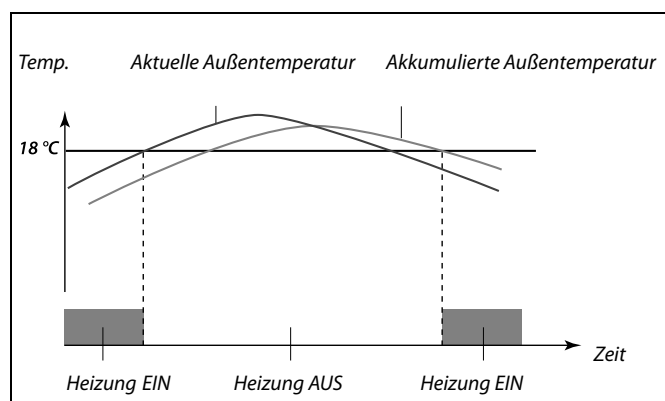 Temp.
Aktuelle Außentemperatur
Akkumulierte Außentemperatur
18 °C
Zeit
Heizung EIN
Heizung AUS
Heizung EIN